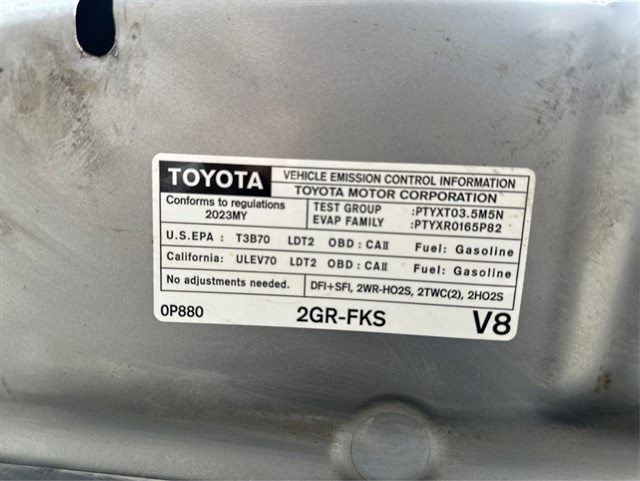 TOYOTA
VEHICLE EMISSION CONTROL INFORMATION
TOYOTA MOTOR CORPORATION
Conforms to regulations
2023MY
TEST GROUP :PTYXT03.5M5N
EVAP FAMILY :PTYXR0165P82
U.S.EPA : T3B70 LDT2 OBD : CAII Fuel: Gasoline
California: ULEV70 LDT2 OBD : CAII Fuel: Gasoline
No adjustments needed. DFI+SFI, 2WR-HO2S, 2TWC(2), 2HO2S
0P880 2GR-FKS V8